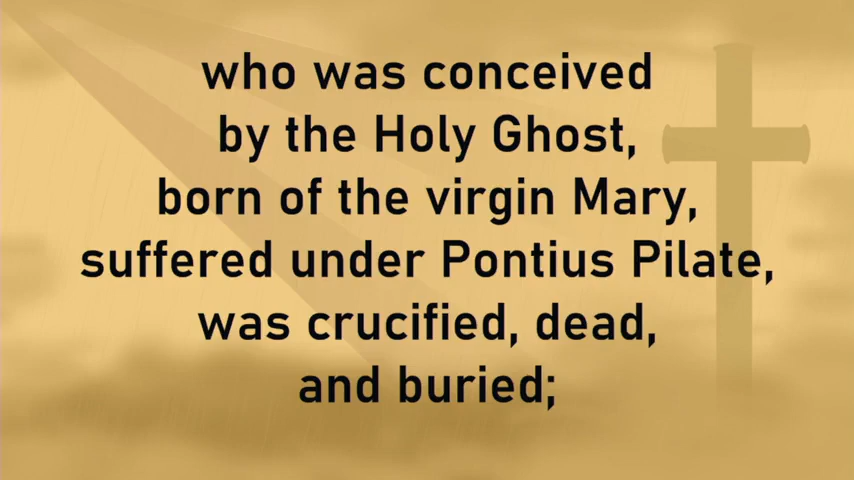 who was conceived
by the Holy Ghost,
born of the virgin Mary,
suffered under Pontius Pilate,
was crucified, dead,
and buried;